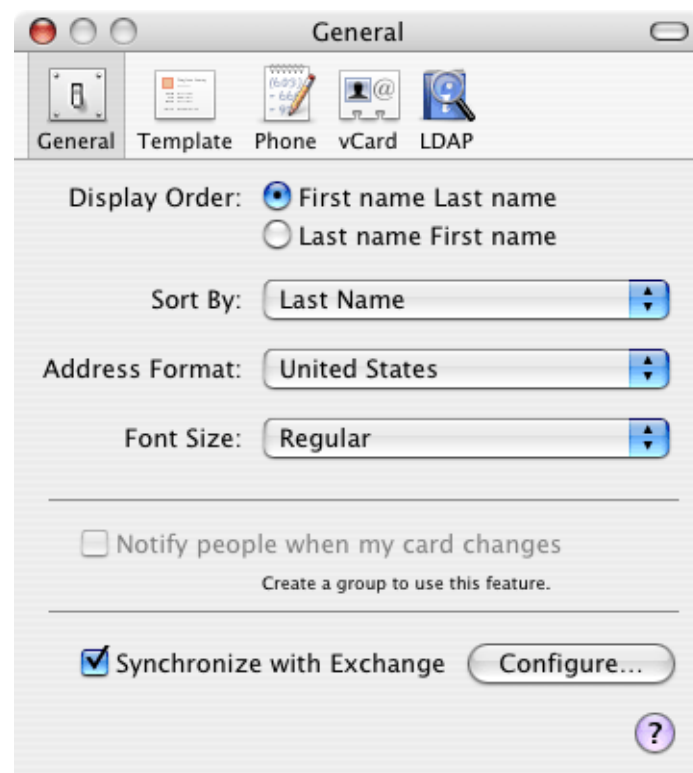 General
General Template Phone vCard LDAP
Display Order: First name Last name
Last name First name
Sort By: Last Name
Address Format: United States
Font Size: Regular
Notify people when my card changes
Create a group to use this feature.
Synchronize with Exchange Configure...
?